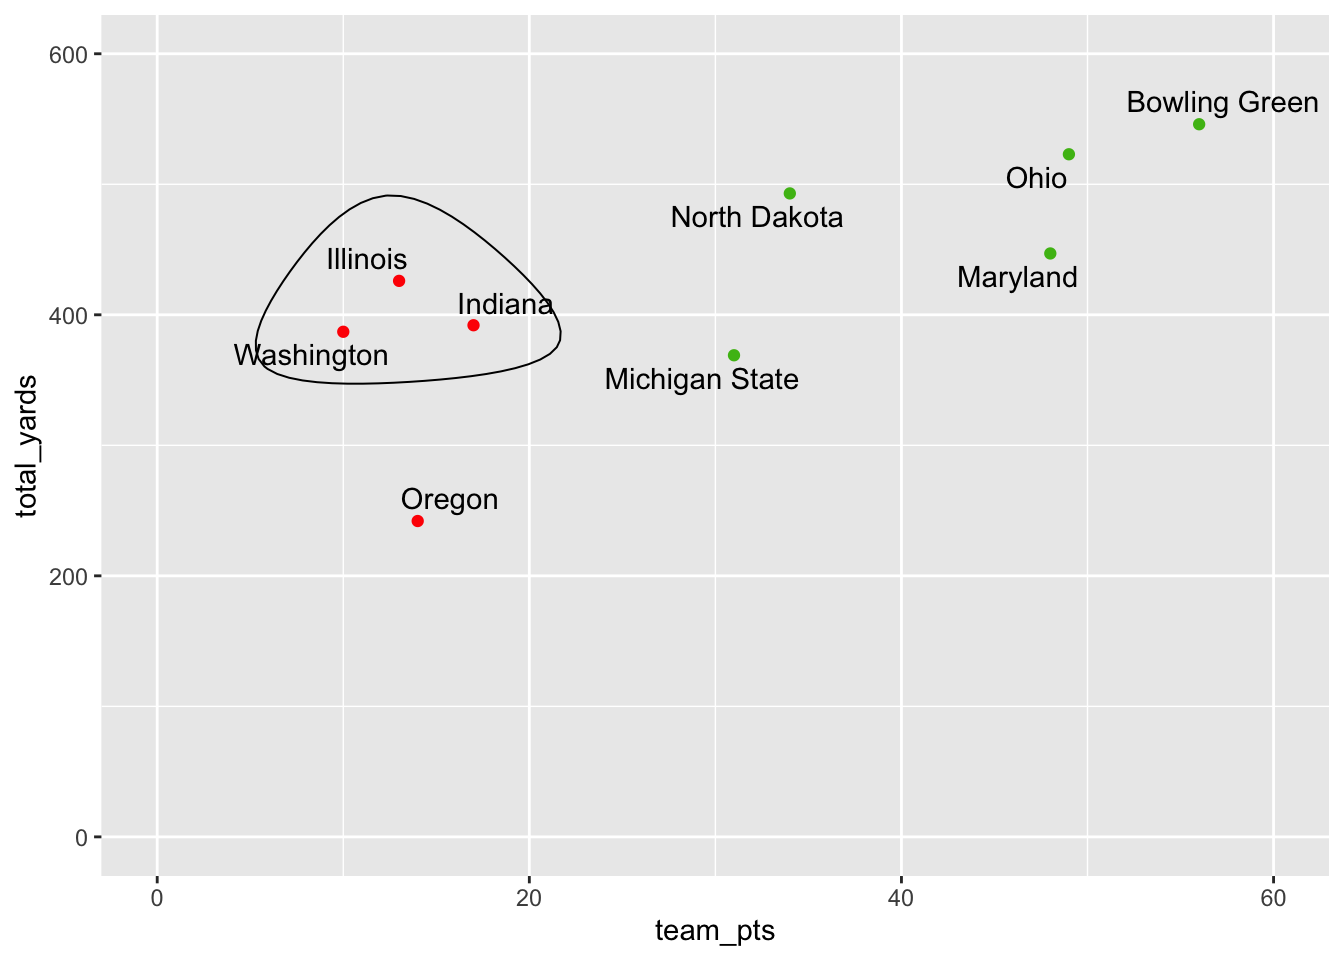 600
Bowling Green
Ohio
North Dakota
Illinois
Maryland
Indiana
400
Washington
Michigan State
total_yards
Oregon
200
0
0
20
40
60
team_pts